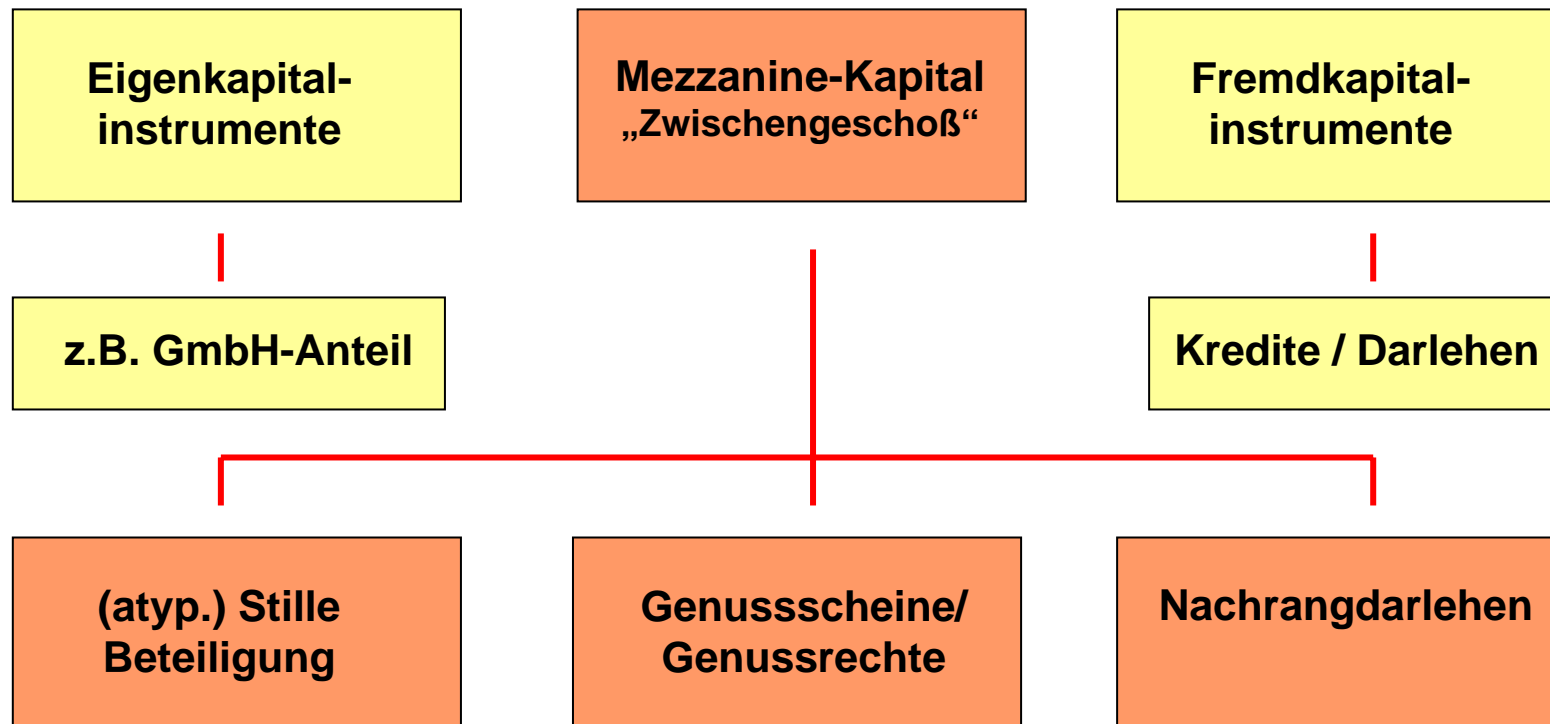 Eigenkapital-
instrumente
Mezzanine-Kapital
„Zwischengeschoß“
Fremdkapital-
instrumente
z.B. GmbH-Anteil
Kredite / Darlehen
(atyp.) Stille
Beteiligung
Genussscheine/
Genussrechte
Nachrangdarlehen